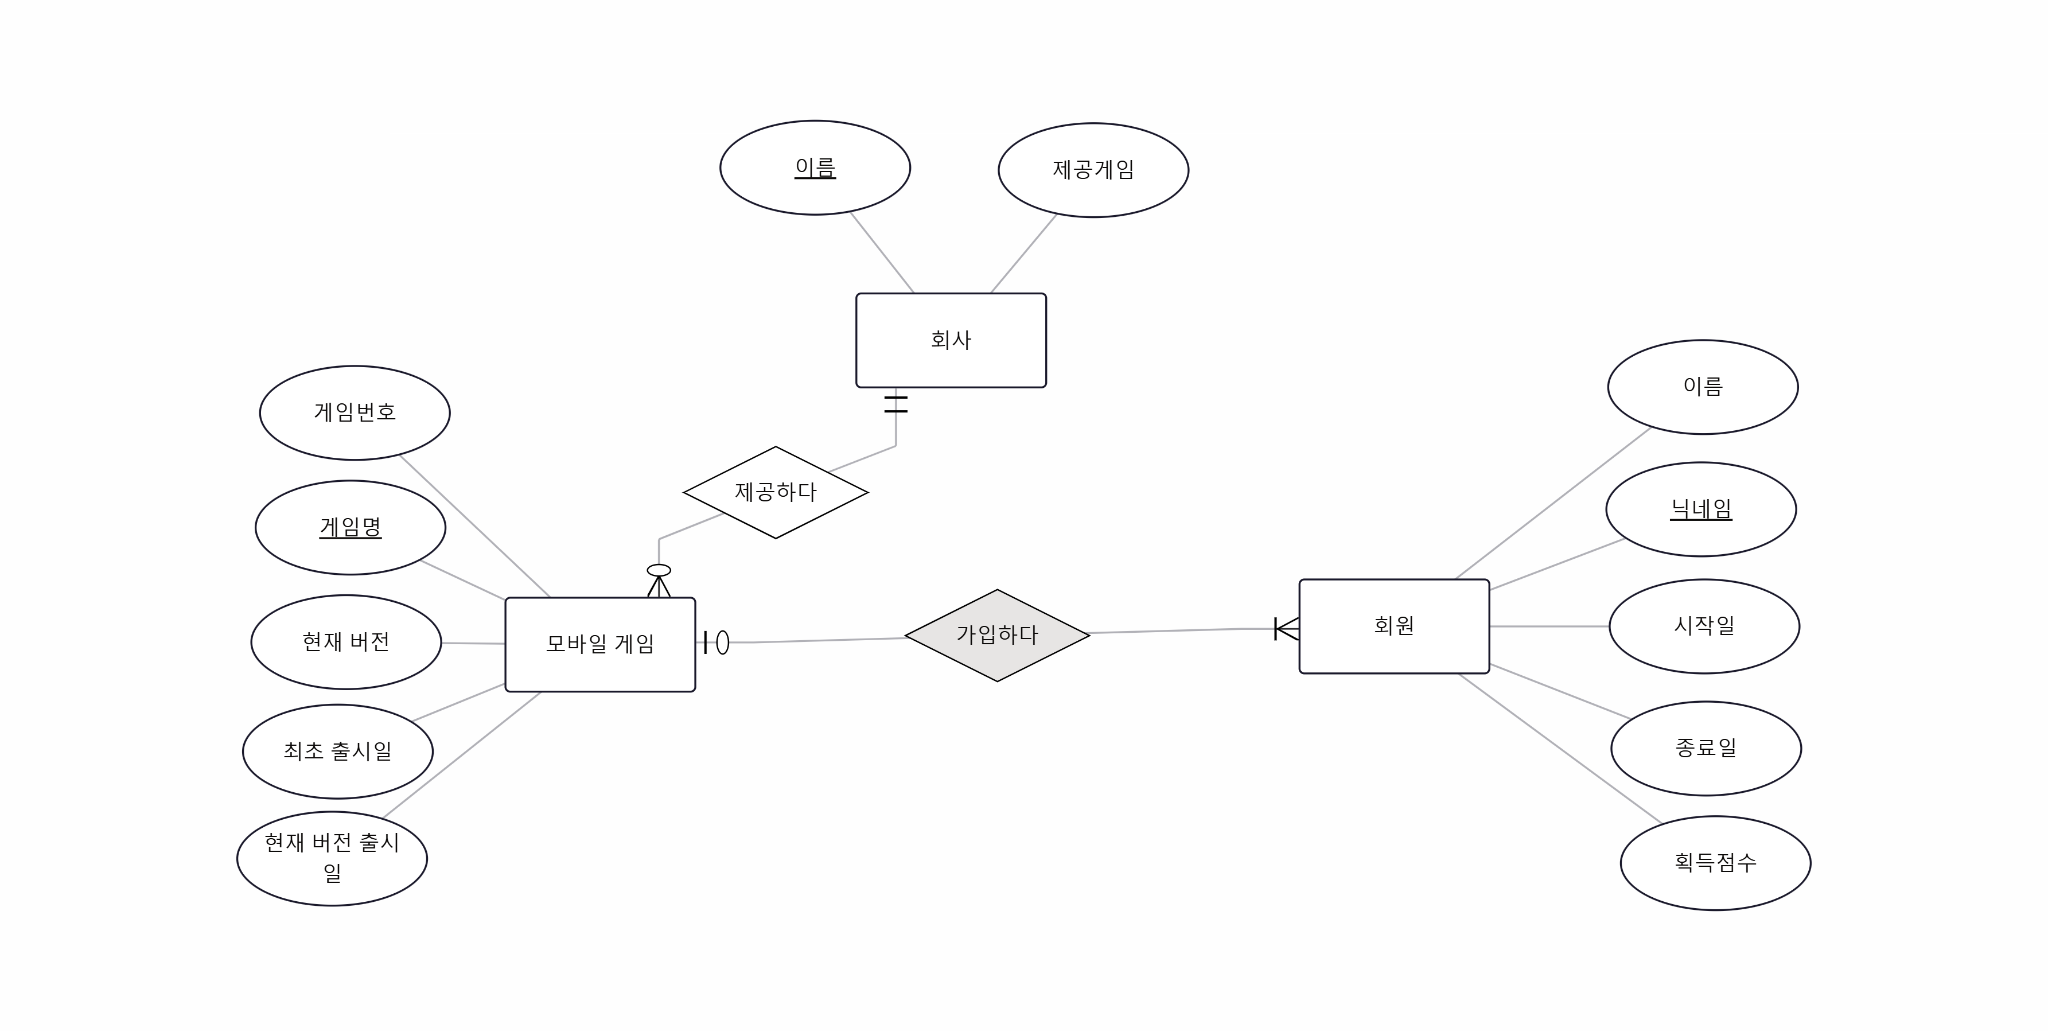 이름
제공게임
회사
이름
게임번호
닉네임
제공하다
게임명
시작일
회원
가입하다
현재 버전
모바일 게임
종료일
최초 출시일
현재 버전 출시
일
획득점수